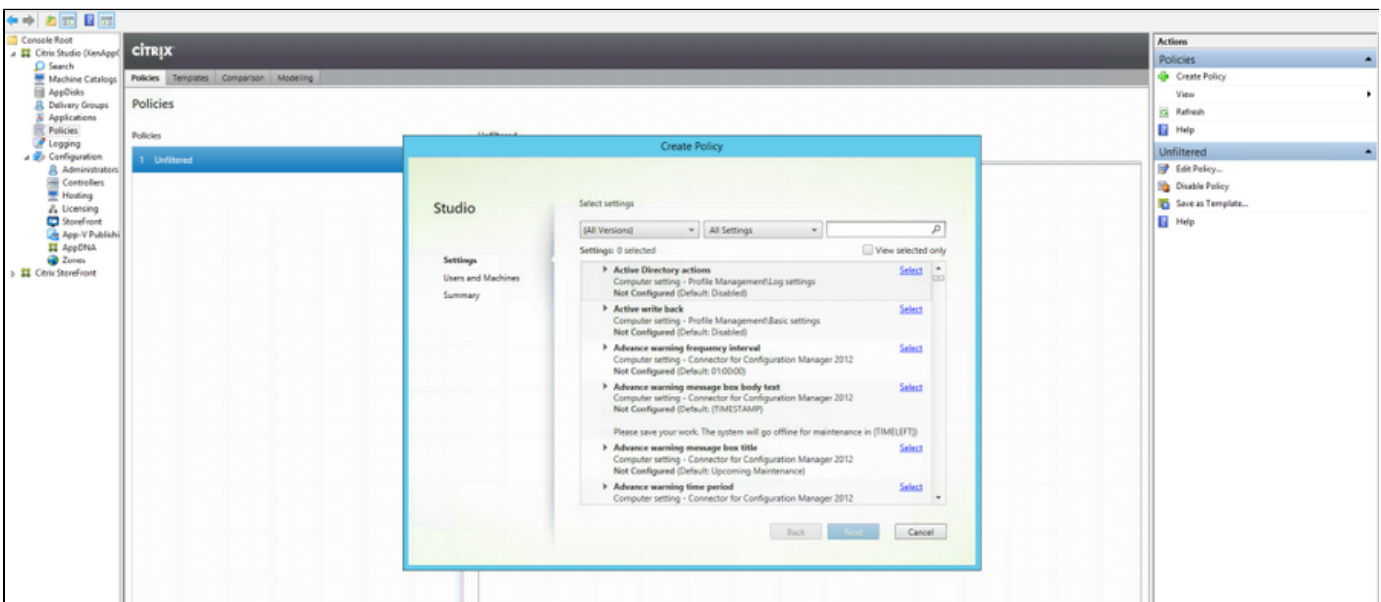 Console Root
Citrix Studio (XenApp
Search
Machine Catalogs
AppDisks
Delivery Groups
Applications
Policies
Logging
Configuration
Administrators
Controllers
Hosting
Licensing
StoreFront
App-V Publishi
AppDNA
Zones
Citrix StoreFront
CİTRIX
Policies Templates Comparison Modeling
Policies
Policies
1 Unfiltered
Unfiltered
Create Policy
Studio
Settings
Users and Machines
Summary
Select settings
(All Versions) All Settings
Settings: 0 selected View selected only
Active Directory actions Select
Computer setting - Profile Management\Log settings
Not Configured (Default: Disabled)
Active write back Select
Computer setting - Profile Management\Basic settings
Not Configured (Default: Disabled)
Advance warning frequency interval Select
Computer setting - Connector for Configuration Manager 2012
Not Configured (Default: 01:00:00)
Advance warning message box body text Select
Computer setting - Connector for Configuration Manager 2012
Not Configured (Default: {TIMESTAMP}
Please save your work. The system will go offline for maintenance in {TIMELEFT})
Advance warning message box title Select
Computer setting - Connector for Configuration Manager 2012
Not Configured (Default: Upcoming Maintenance)
Advance warning time period Select
Computer setting - Connector for Configuration Manager 2012
Back Next Cancel
Actions
Policies
Create Policy
View
Refresh
Help
Unfiltered
Edit Policy...
Disable Policy
Save as Template...
Help